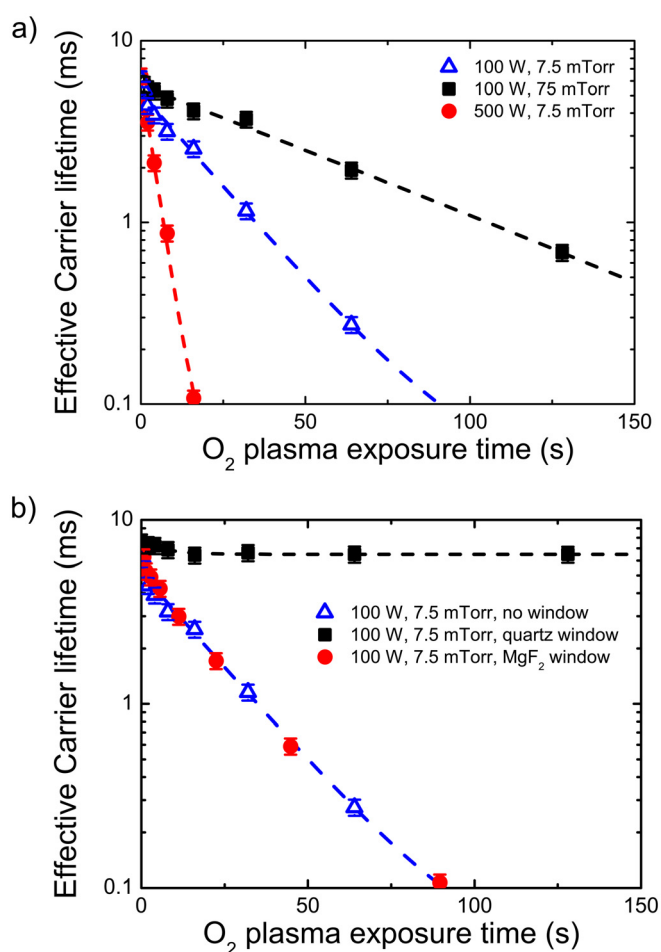 a)
10
1
0.1
Effective Carrier lifetime (ms)
100 W, 7.5 mTorr
100 W, 75 mTorr
500 W, 7.5 mTorr
0 50 100 150
O₂ plasma exposure time (s)
b)
10
1
0.1
Effective Carrier lifetime (ms)
100 W, 7.5 mTorr, no window
100 W, 7.5 mTorr, quartz window
100 W, 7.5 mTorr, MgF₂ window
0 50 100 150
O₂ plasma exposure time (s)